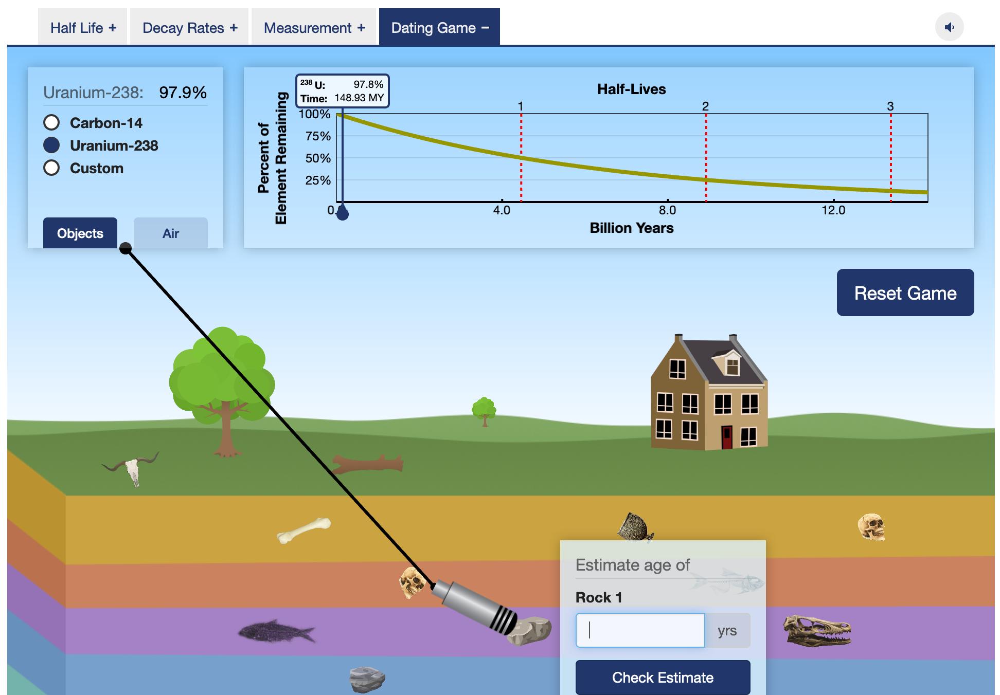 Half Life +
Decay Rates +
Measurement +
Dating Game −
Uranium-238: 97.9%
Carbon-14
Uranium-238
Custom
Objects
Air
238 U: 97.8%
Time: 148.93 MY
Half-Lives
1 2 3
Percent of
Element Remaining
100%
75%
50%
25%
0. 4.0 8.0 12.0
Billion Years
Reset Game
Estimate age of
Rock 1
yrs
Check Estimate